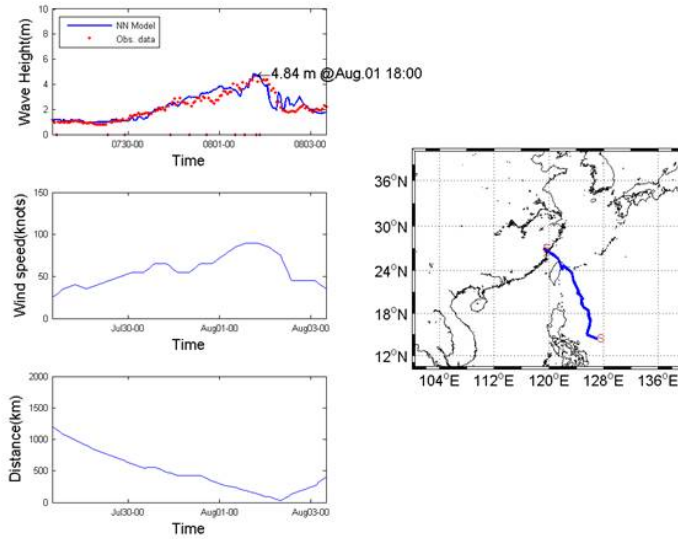 10
8
6
4
2
0
Wave Height(m)
NN Model
Obs. data
4.84 m @Aug.01 18:00
0730-00
0801-00
0803-00
Time
150
100
50
0
Wind speed(knots)
Jul30-00
Aug01-00
Aug03-00
Time
2000
1500
1000
500
0
Distance(km)
Jul30-00
Aug01-00
Aug03-00
Time
36°N
30°N
24°N
18°N
12°N
S
104°E 112°E 120°E 128°E 136°E